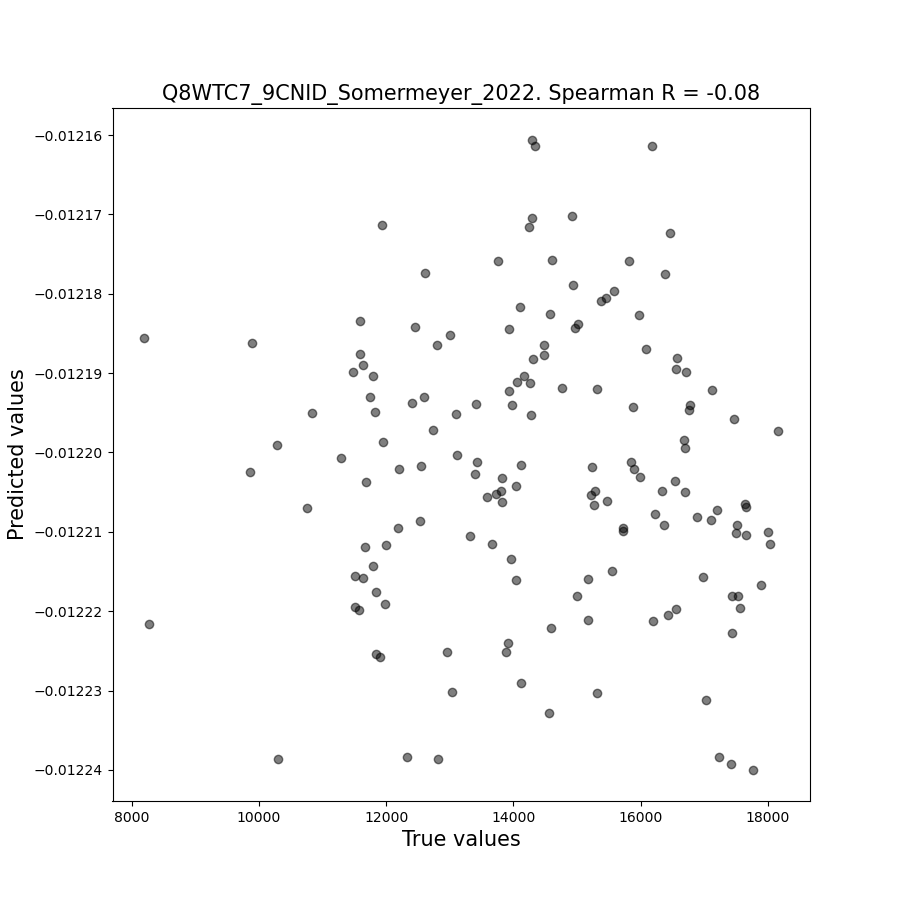 Q8WTC7_9CNID_Somermeyer_2022. Spearman R = -0.08
−0.01216
−0.01217
−0.01218
−0.01219
−0.01220
−0.01221
−0.01222
−0.01223
−0.01224
Predicted values
8000 10000 12000 14000 16000 18000
True values